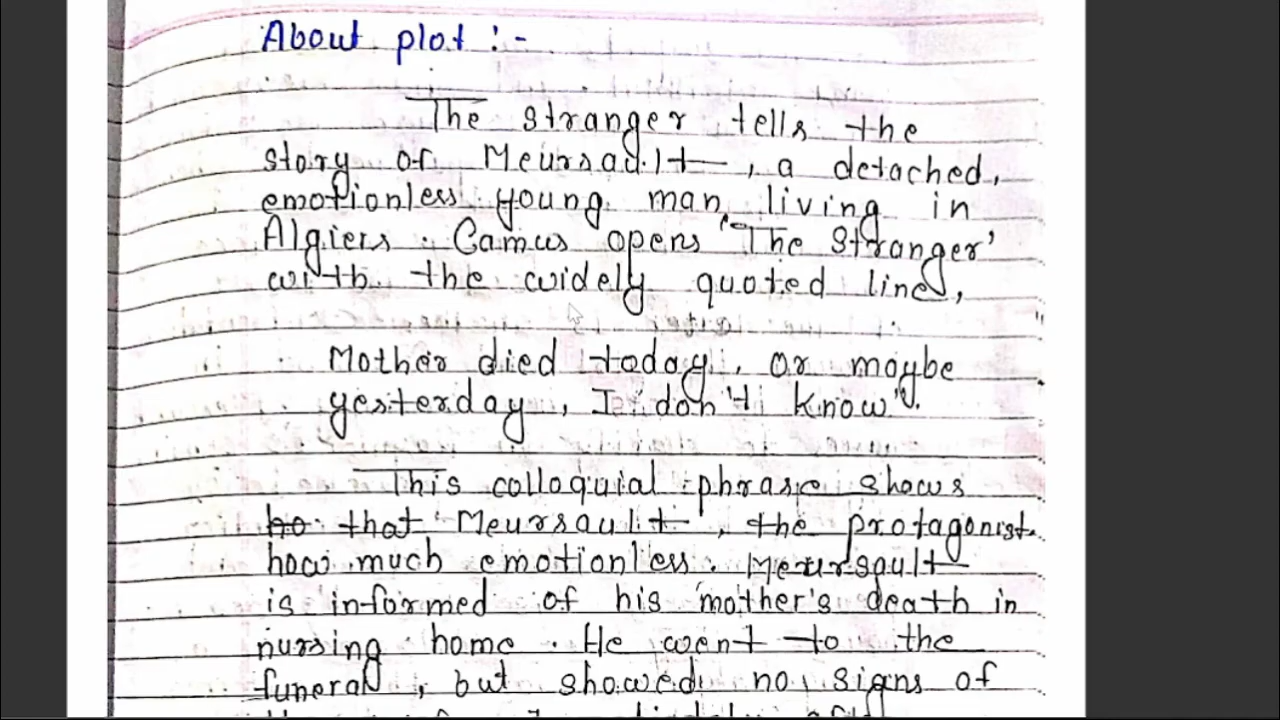 About plot :-
The stranger tells the
story of Meursault, a detached,
emotionless young man, living in
Algiers. Camus opens 'The Stranger'
with the widely quoted line,
"
Mother died today. Or maybe
yesterday, I don't know".
This colloquial phrase shows
ho that 'Meursault', the protagonist
how much emotionless. Meursault
is informed of his mother's death in
nursing home. He went to the
funeral, but showed no signs of